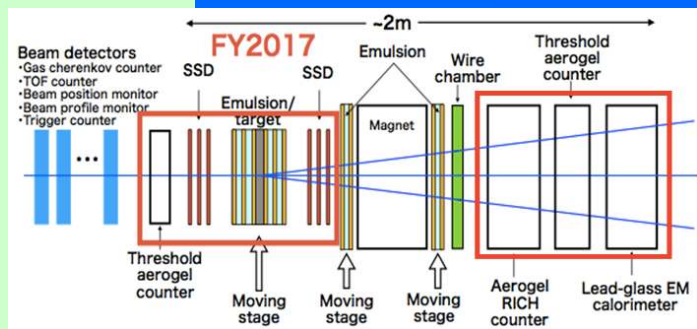 ~2m
Beam detectors
・Gas cherenkov counter
・TOF counter
・Beam position monitor
・Beam profile monitor
・Trigger counter
FY2017
SSD
SSD
Emulsion/
target
Emulsion
Wire
chamber
Threshold
aerogel
counter
Magnet
Threshold
aerogel
counter
Moving
stage
Moving
stage
Moving
stage
Aerogel
RICH
counter
Lead-glass EM
calorimeter